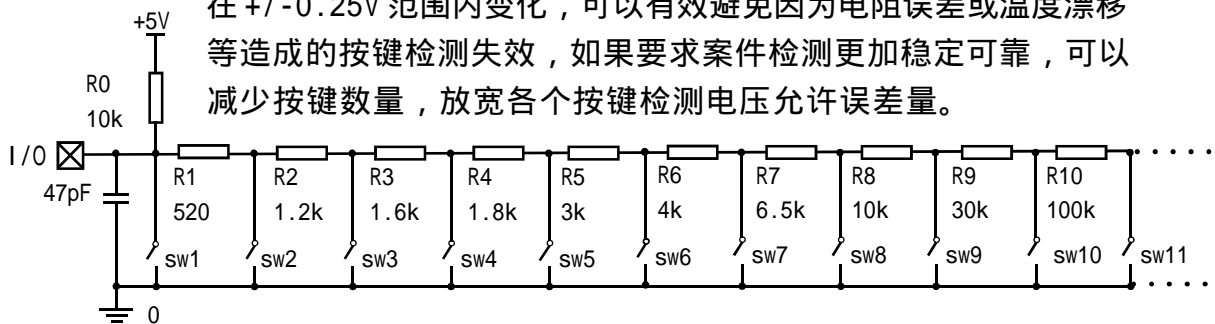 在+/-0.25V范围内变化，可以有效避免因为电阻误差或温度漂移
等造成的按键检测失效，如果要求案件检测更加稳定可靠，可以
减少按键数量，放宽各个按键检测电压允许误差量。
+5V
R0
10k
I/O
47pF
R1 R2 R3 R4 R5 R6 R7 R8 R9 R10
520 1.2k 1.6k 1.8k 3k 4k 6.5k 10k 30k 100k
sw1 sw2 sw3 sw4 sw5 sw6 sw7 sw8 sw9 sw10 sw11
0